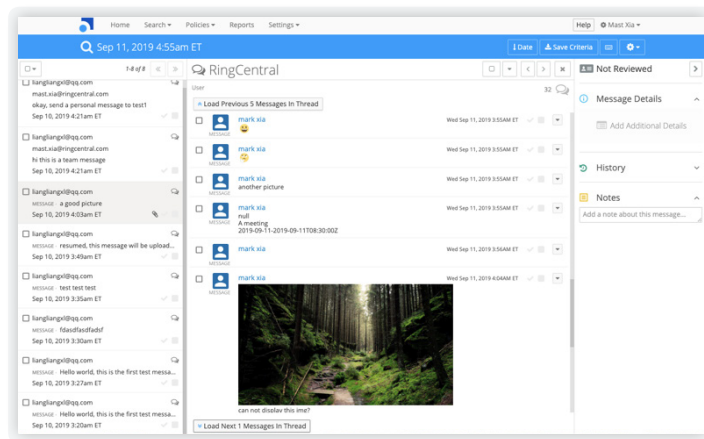 Home Search Policies Reports Settings Help Mast Xia
Sep 11, 2019 4:55am ET Date Save Criteria
1-8 of 8
liangliangxl@qq.com
mast.xia@ringcentral.com
okay, send a personal message to test1
Sep 10, 2019 4:21am ET
liangliangxl@qq.com
mast.xia@ringcentral.com
hi this is a team message
Sep 10, 2019 4:21am ET
liangliangxl@qq.com
MESSAGE · a good picture
Sep 10, 2019 4:03am ET
liangliangxl@qq.com
MESSAGE · resumed, this message will be upload...
Sep 10, 2019 3:49am ET
liangliangxl@qq.com
MESSAGE · test test test
Sep 10, 2019 3:35am ET
liangliangxl@qq.com
MESSAGE · fdasdfasdfadsf
Sep 10, 2019 3:30am ET
liangliangxl@qq.com
MESSAGE · Hello world, this is the first test messa...
Sep 10, 2019 3:27am ET
liangliangxl@qq.com
MESSAGE · Hello world, this is the first test messa...
Sep 10, 2019 3:20am ET
RingCentral
User 32
Load Previous 5 Messages In Thread
mark xia Wed Sep 11, 2019 3:55AM ET
MESSAGE
mark xia Wed Sep 11, 2019 3:55AM ET
MESSAGE
mark xia Wed Sep 11, 2019 3:55AM ET
another picture
MESSAGE
mark xia Wed Sep 11, 2019 3:55AM ET
null
MESSAGE
A meeting
2019-09-11-2019-09-11T08:30:00Z
mark xia Wed Sep 11, 2019 3:56AM ET
MESSAGE
mark xia Wed Sep 11, 2019 4:04AM ET
MESSAGE
can not display this ime?
Load Next 1 Messages In Thread
Not Reviewed
Message Details
Add Additional Details
History
Notes
Add a note about this message...